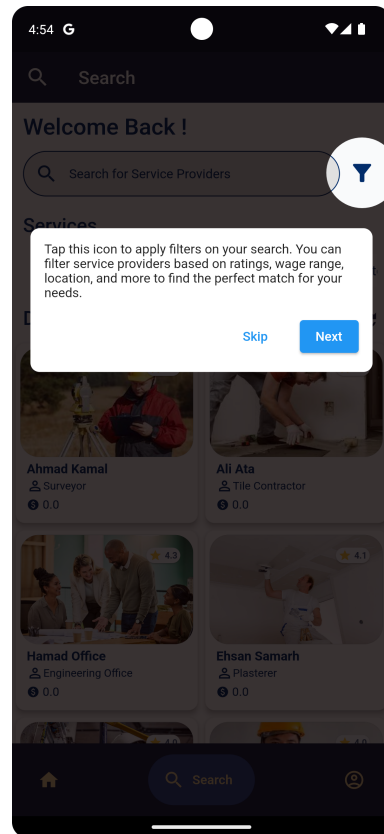 4:54 G
Search
Welcome Back !
Search for Service Providers
Services
Tap this icon to apply filters on your search. You can
filter service providers based on ratings, wage range,
location, and more to find the perfect match for your
needs.
Skip
Next
Ahmad Kamal
Ali Ata
Surveyor
Tile Contractor
0.0
0.0
4.3
4.1
Hamad Office
Ehsan Samarh
Engineering Office
Plasterer
0.0
0.0
Search